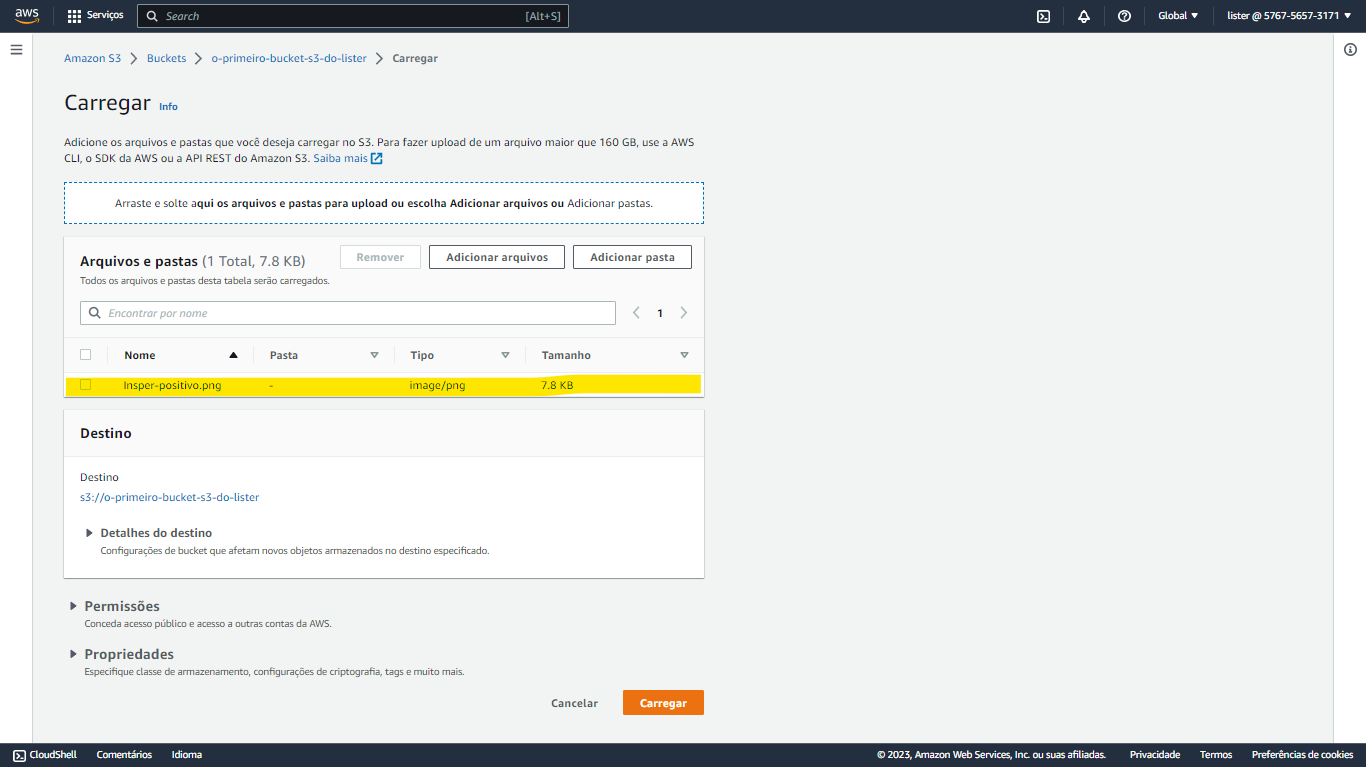 aws Serviços Search [Alt+S] Global lister @ 5767-5657-3171
Amazon S3 Buckets o-primeiro-bucket-s3-do-lister Carregar
Carregar Info
Adicione os arquivos e pastas que você deseja carregar no S3. Para fazer upload de um arquivo maior que 160 GB, use a AWS
CLI, o SDK da AWS ou a API REST do Amazon S3. Saiba mais
Arraste e solte aqui os arquivos e pastas para upload ou escolha Adicionar arquivos ou Adicionar pastas.
Arquivos e pastas (1 Total, 7.8 KB) Remover Adicionar arquivos Adicionar pasta
Todos os arquivos e pastas desta tabela serão carregados.
Encontrar por nome 1
Nome Pasta Tipo Tamanho
Insper-positivo.png - image/png 7.8 KB
Destino
Destino
s3://o-primeiro-bucket-s3-do-lister
Detalhes do destino
Configurações de bucket que afetam novos objetos armazenados no destino especificado.
Permissões
Conceda acesso público e acesso a outras contas da AWS.
Propriedades
Especifique classe de armazenamento, configurações de criptografia, tags e muito mais.
Cancelar Carregar
CloudShell Comentários Idioma © 2023, Amazon Web Services, Inc. ou suas afiliadas. Privacidade Termos Preferências de cookies